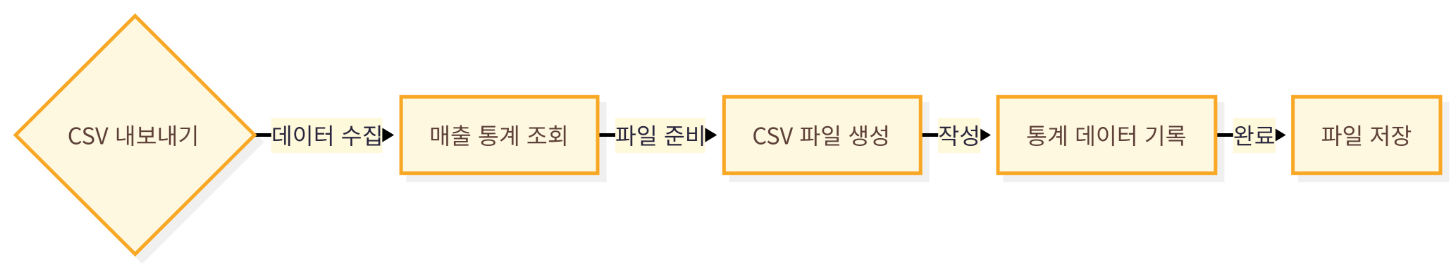 CSV 내보내기
데이터 수집
매출 통계 조회
파일 준비
CSV 파일 생성
작성
통계 데이터 기록
완료
파일 저장